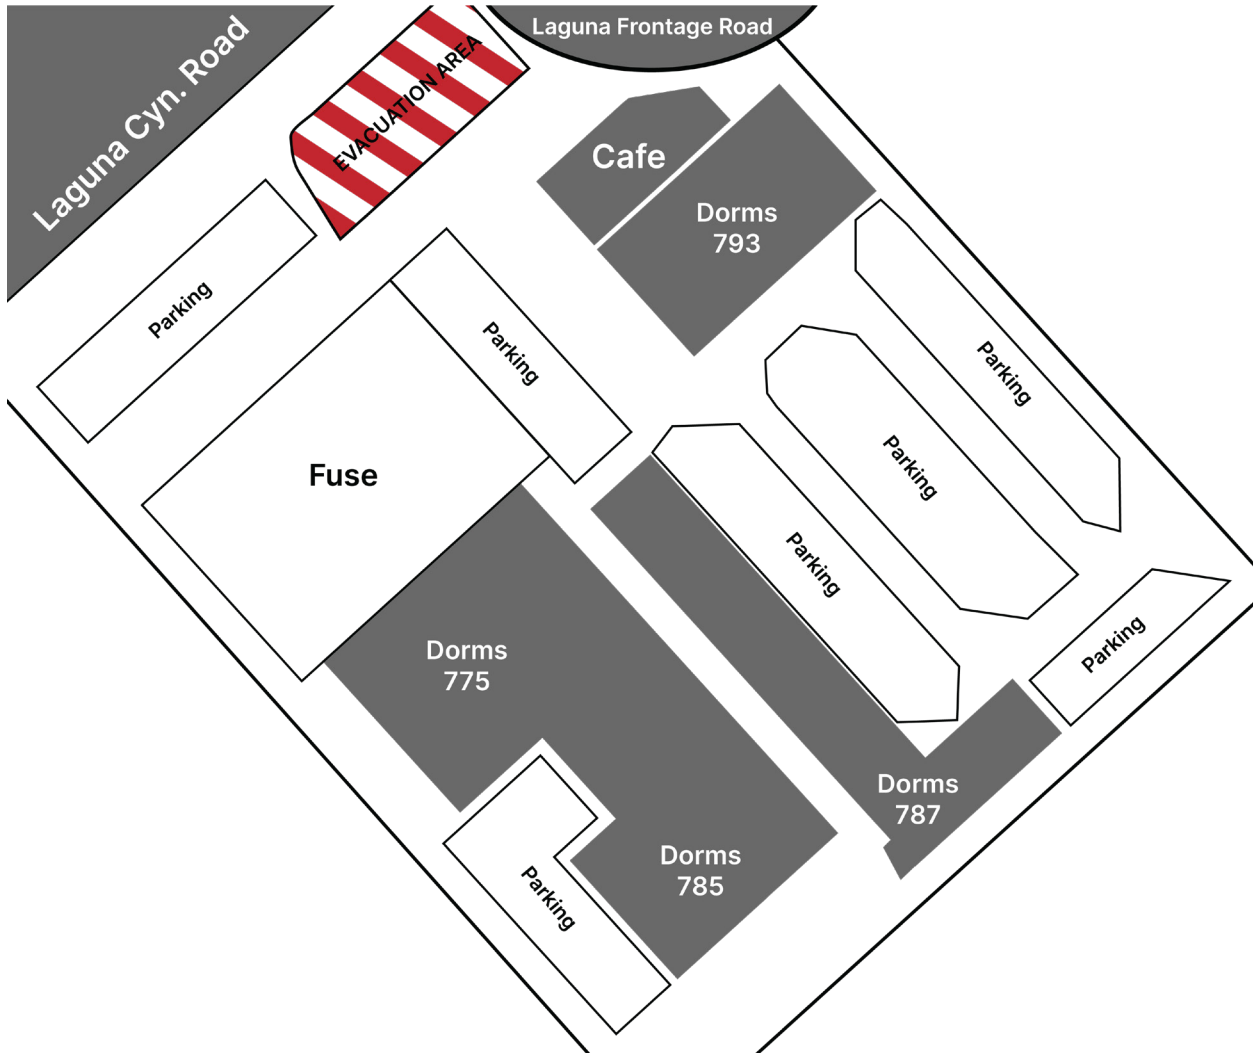 Laguna Frontage Road
Laguna Cyn. Road
EVACUATION AREA
Cafe
Dorms
793
Parking
Parking
Parking
Parking
Fuse
Parking
Parking
Parking
Dorms
775
Dorms
787
Dorms
785
Parking